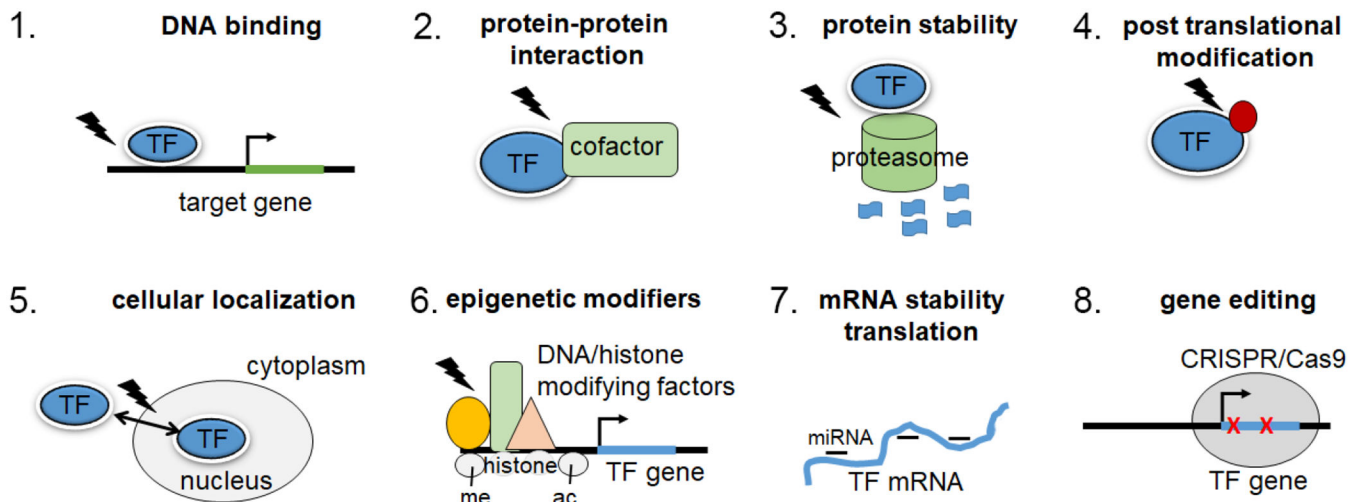 1. DNA binding
TF
target gene
2. protein-protein
interaction
TF
cofactor
3. protein stability
TF
proteasome
4. post translational
modification
TF
5. cellular localization
cytoplasm
TF
TF
nucleus
6. epigenetic modifiers
DNA/histone
modifying factors
histone
TF gene
me
ac
7. mRNA stability
translation
miRNA
TF mRNA
8. gene editing
CRISPR/Cas9
X X
TF gene